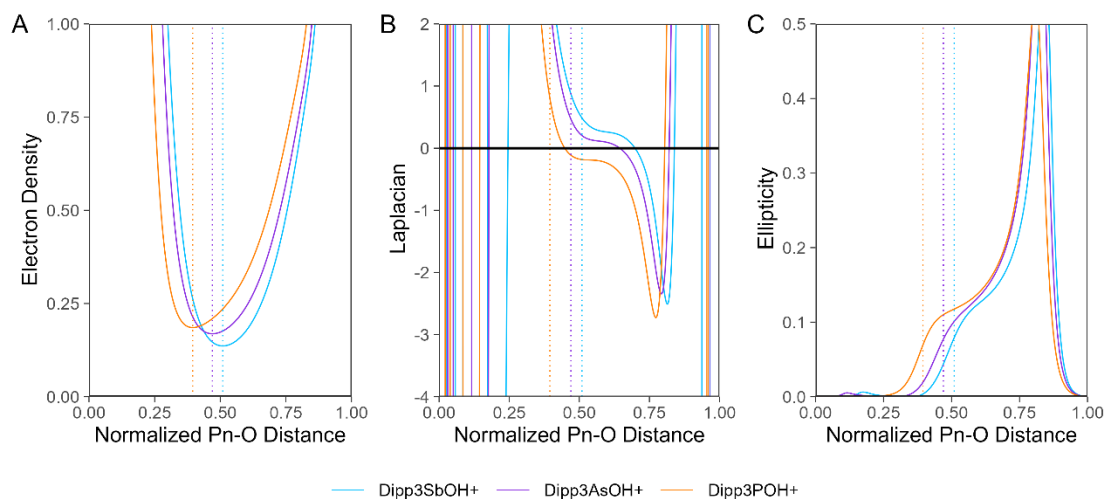 A
B
C
Electron Density
1.00
0.75
0.50
0.25
0.00
0.00 0.25 0.50 0.75 1.00
Normalized Pn-O Distance
Laplacian
2
1
0
-1
-2
-3
-4
0.00 0.25 0.50 0.75 1.00
Normalized Pn-O Distance
Ellipticity
0.5
0.4
0.3
0.2
0.1
0.0
0.00 0.25 0.50 0.75 1.00
Normalized Pn-O Distance
Dipp3SbOH+ Dipp3AsOH+ Dipp3POH+